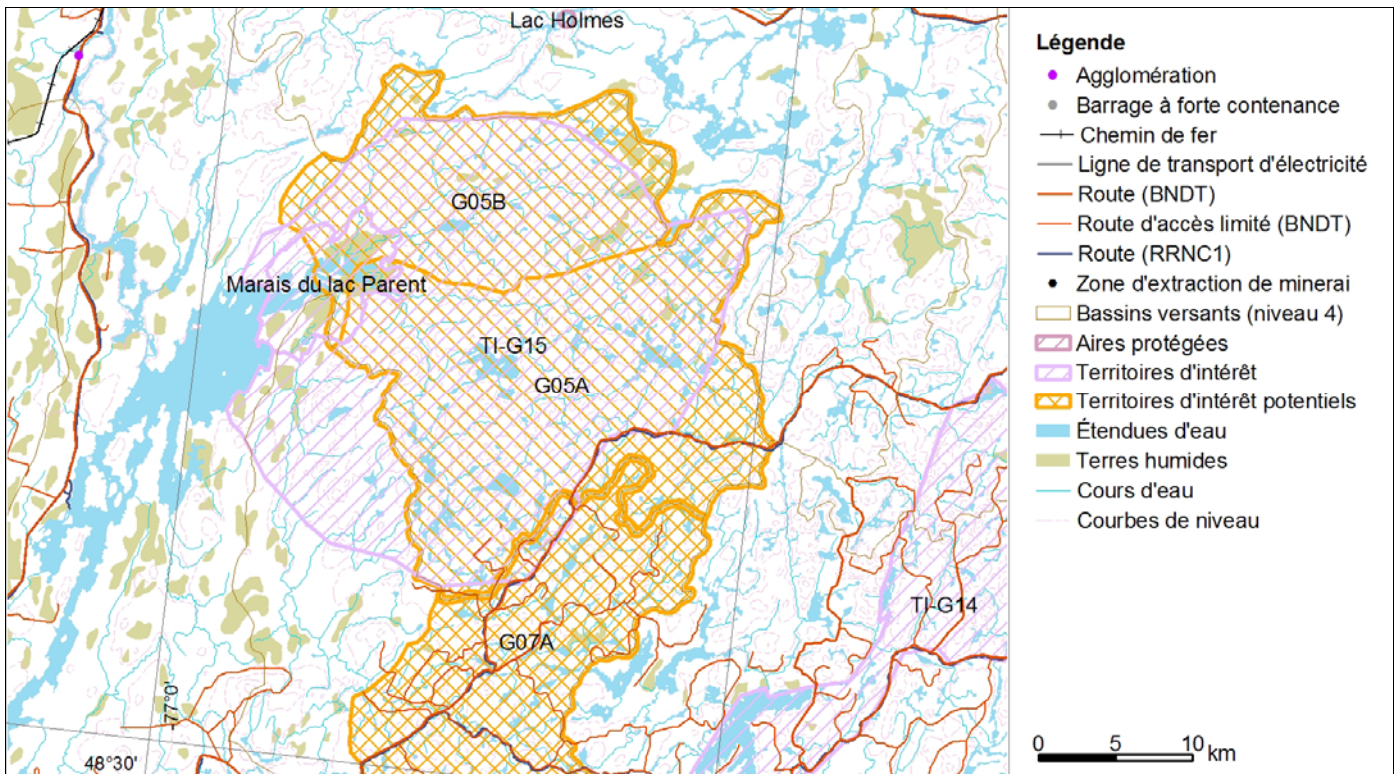 Lac Holmes
G05B
Marais du lac Parent
TI-G15
G05A
TI-G14
G07A
-77°0'
48°30'
Légende
Agglomération
Barrage à forte contenance
Chemin de fer
Ligne de transport d'électricité
Route (BNDT)
Route d'accès limité (BNDT)
Route (RRNC1)
Zone d'extraction de minerai
Bassins versants (niveau 4)
Aires protégées
Territoires d'intérêt
Territoires d'intérêt potentiels
Étendues d'eau
Terres humides
Cours d'eau
Courbes de niveau
0 5 10 km